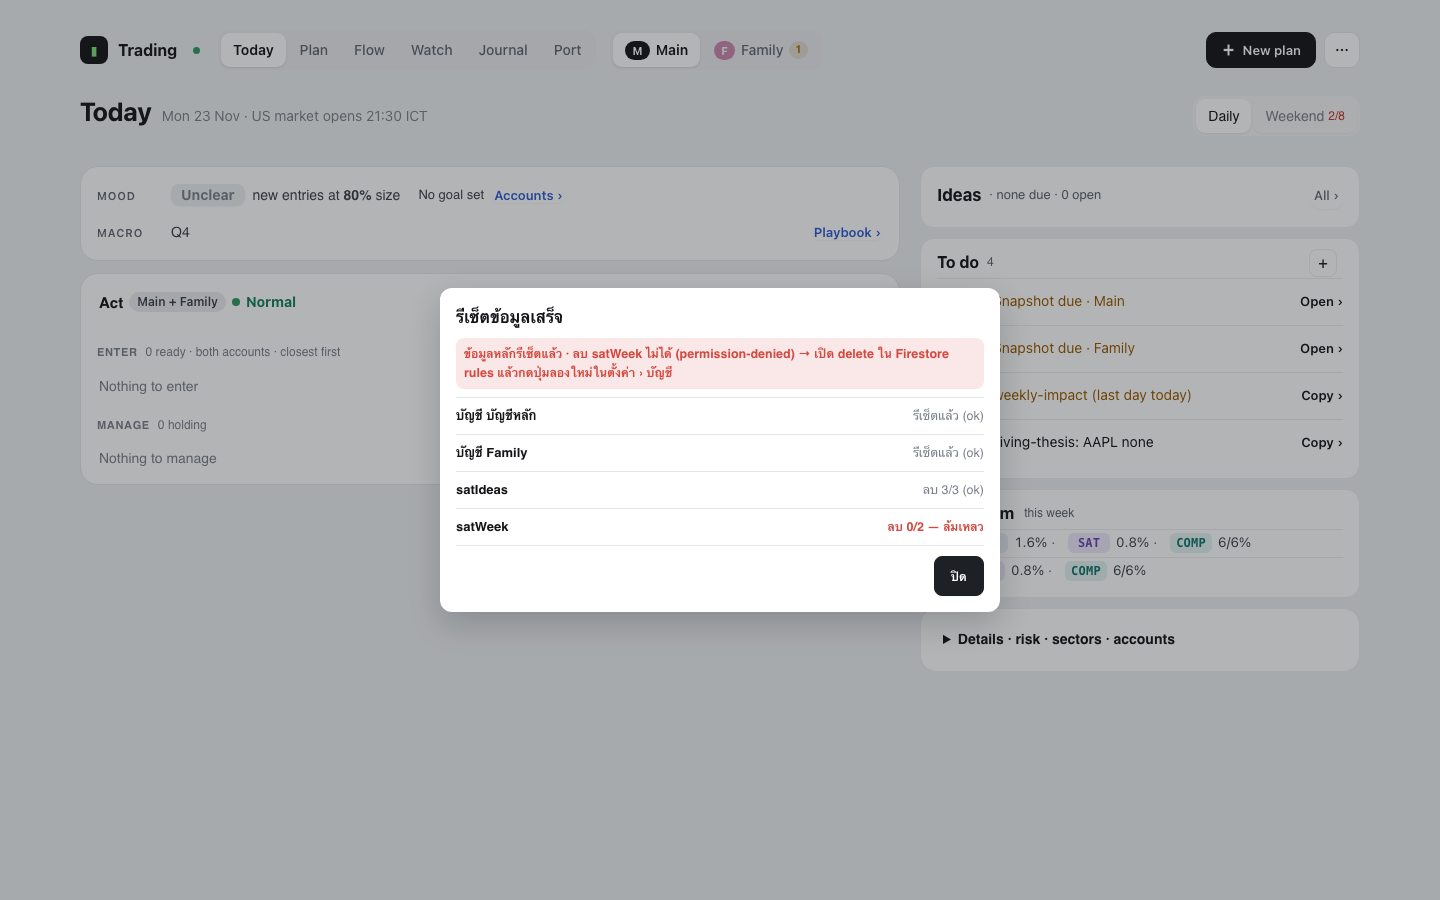 Trading
Today Plan Flow Watch Journal Port
M Main F Family 1
+ New plan
Today Mon 23 Nov · US market opens 21:30 ICT
Daily Weekend 2/8
MOOD Unclear new entries at 80% size No goal set Accounts ›
MACRO Q4 Playbook ›
Act Main + Family Normal
ENTER 0 ready · both accounts · closest first
Nothing to enter
MANAGE 0 holding
Nothing to manage
Ideas · none due · 0 open All ›
To do 4 +
Snapshot due · Main Open ›
Snapshot due · Family Open ›
weekly-impact (last day today) Copy ›
iving-thesis: AAPL none Copy ›
m this week
1.6% · SAT 0.8% · COMP 6/6%
0.8% · COMP 6/6%
▶ Details · risk · sectors · accounts
รีเซ็ตข้อมูลเสร็จ
ข้อมูลหลักรีเซ็ตแล้ว · ลบ satWeek ไม่ได้ (permission-denied) → เปิด delete ใน Firestore
rules แล้วกดปุ่มลองใหม่ในตั้งค่า › บัญชี
บัญชี บัญชีหลัก รีเซ็ตแล้ว (ok)
บัญชี Family รีเซ็ตแล้ว (ok)
satIdeas ลบ 3/3 (ok)
satWeek ลบ 0/2 — ล้มเหลว
ปิด